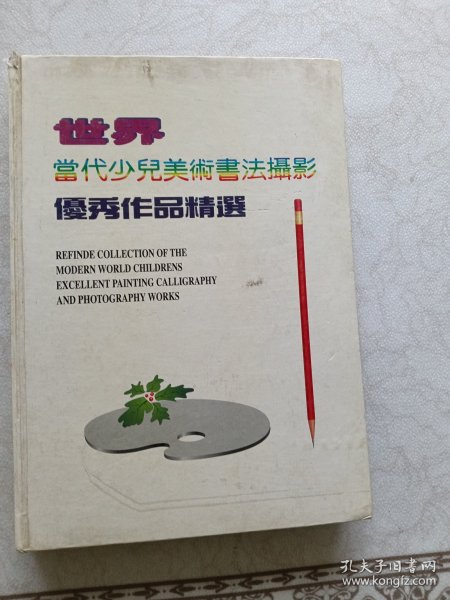 世界
當代少兒美術書法攝影
優秀作品精選
REFINDE COLLECTION OF THE
MODERN WORLD CHILDRENS
EXCELLENT PAINTING CALLIGRAPHY
AND PHOTOGRAPHY WORKS
孔夫子旧书网
www.kongfz.com